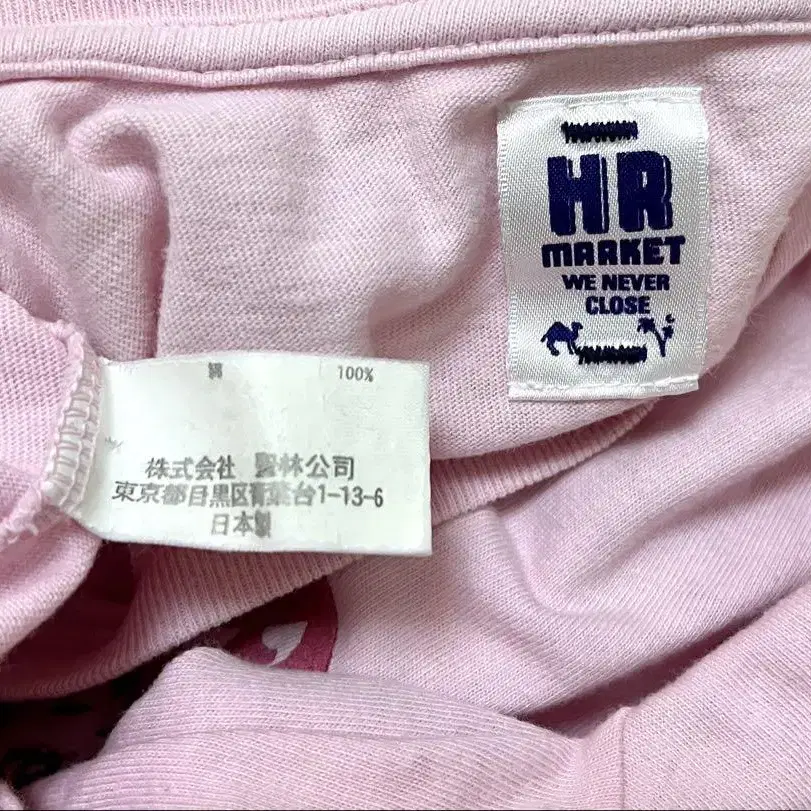 HR
MARKET
WE NEVER
CLOSE
綿 100%
株式会社 聖林公司
東京都目黒区青葉台1-13-6
日本製